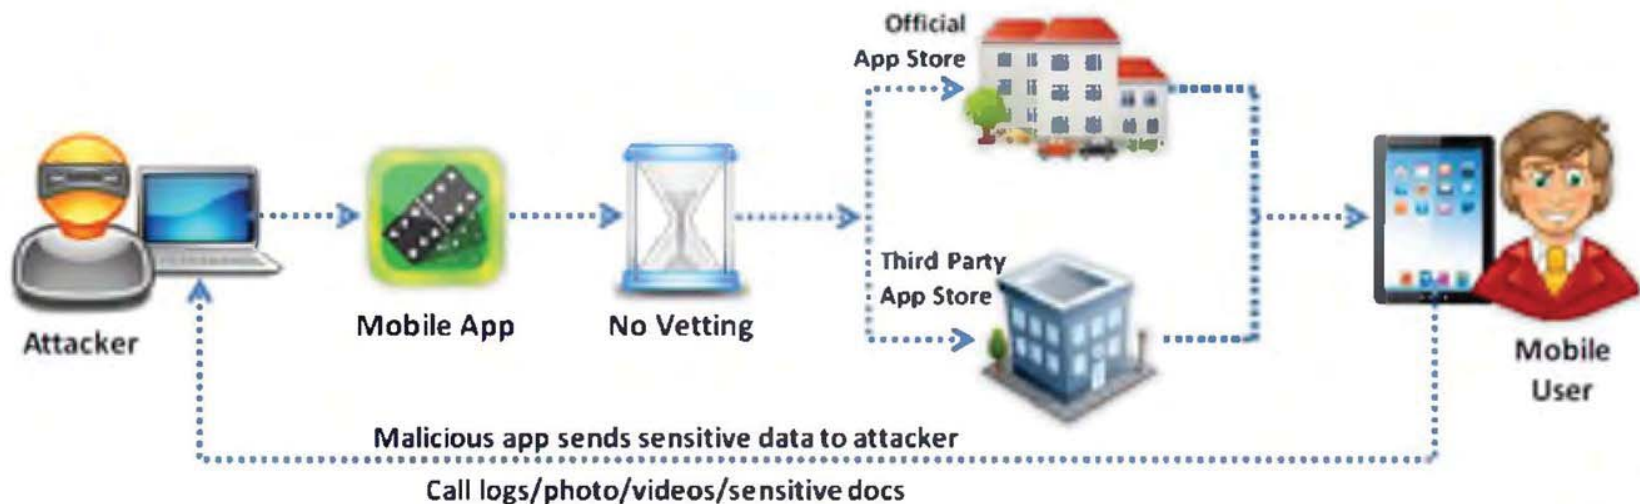 Official
App Store
Attacker
Mobile App
No Vetting
Third Party
App Store
Mobile
User
Malicious app sends sensitive data to attacker
Call logs/photo/videos/sensitive docs